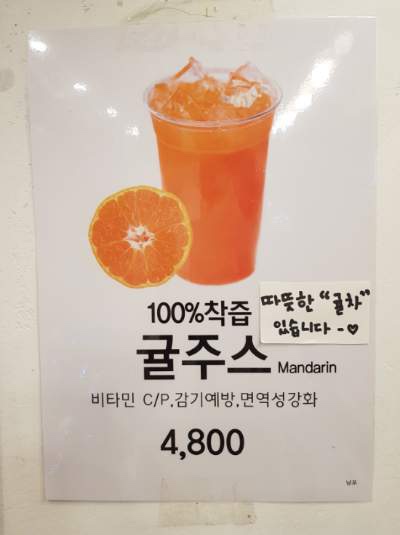 100%착즙
따뜻한 "귤차"
있습니다 - ♡
귤주스 Mandarin
비타민 C/P.감기예방.면역성강화
4,800